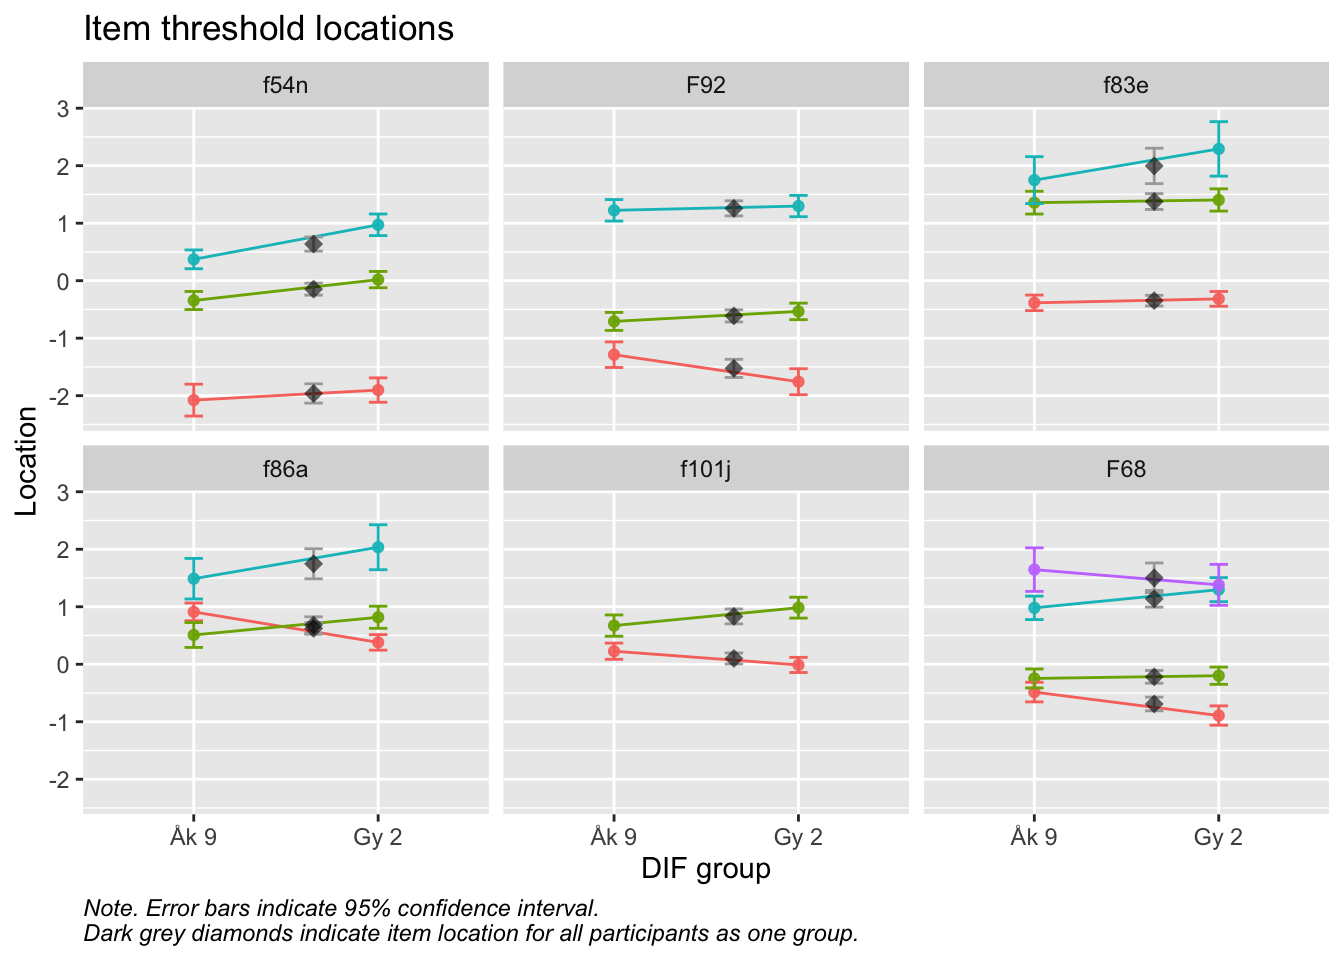 Item threshold locations
f54n F92 f83e
3
2
1
0
-1
-2
Location
f86a f101j F68
3
2
1
0
-1
-2
Åk 9 Gy 2 Åk 9 Gy 2 Åk 9 Gy 2
DIF group
Note. Error bars indicate 95% confidence interval.
Dark grey diamonds indicate item location for all participants as one group.